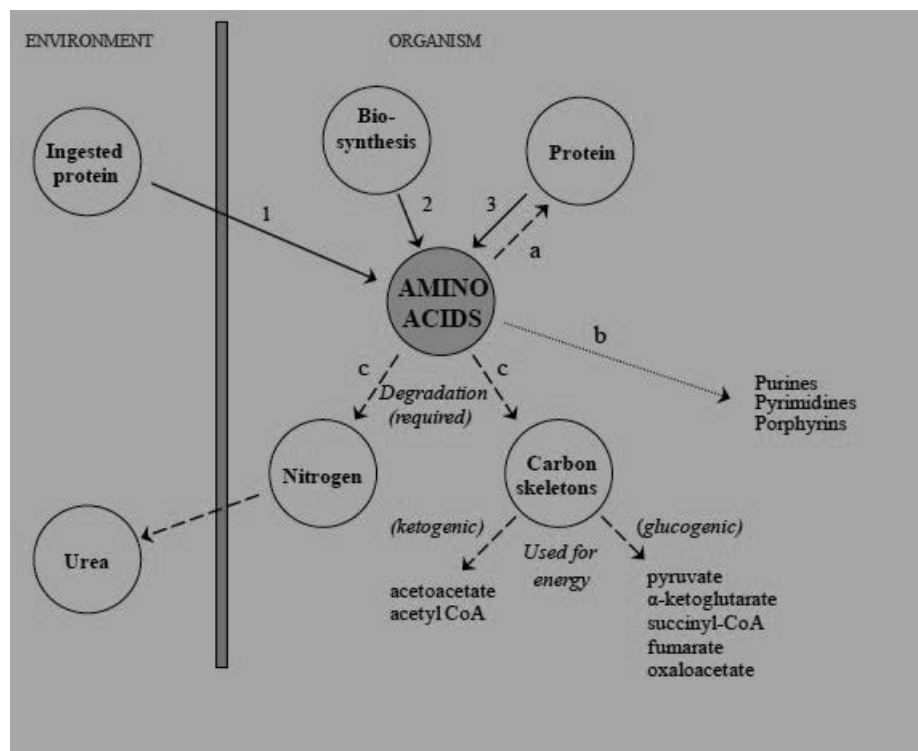 ENVIRONMENT
ORGANISM
Ingested
protein
Bio-
synthesis
Protein
1
2
3
a
AMINO
ACIDS
b
Purines
Pyrimidines
Porphyrins
c
c
Degradation
(required)
Nitrogen
Carbon
skeletons
Urea
(ketogenic)
(glucogenic)
Used for
energy
acetoacetate
acetyl CoA
pyruvate
α-ketoglutarate
succinyl-CoA
fumarate
oxaloacetate